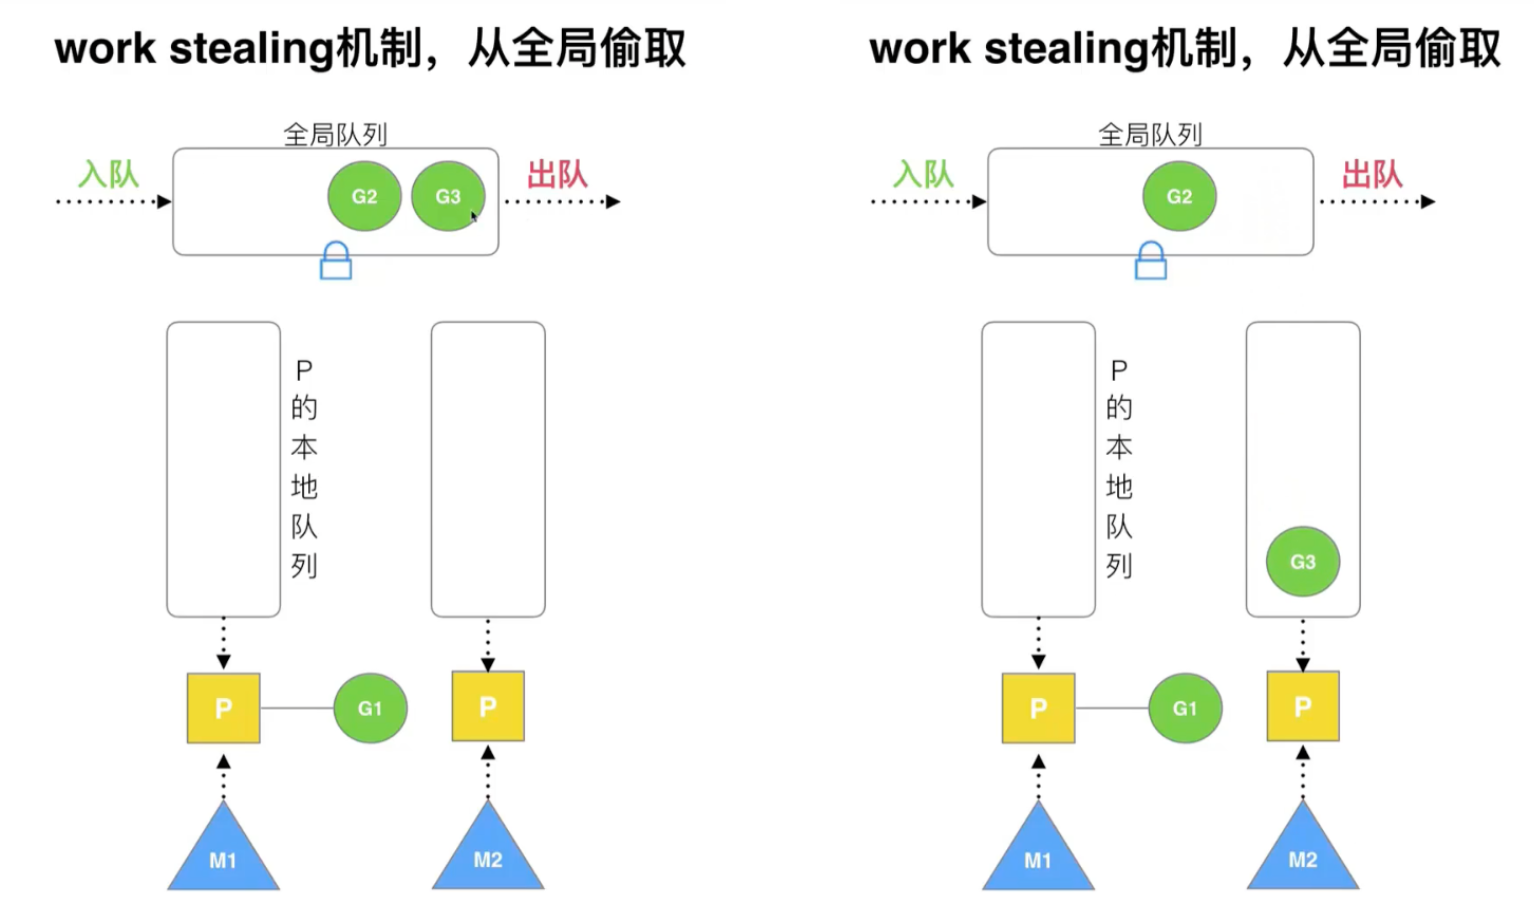 work stealing机制，从全局偷取
全局队列
入队
G2
G3
出队
P的本地队列
P
G1
P
M1
M2
work stealing机制，从全局偷取
全局队列
入队
G2
出队
P的本地队列
G3
P
G1
P
M1
M2